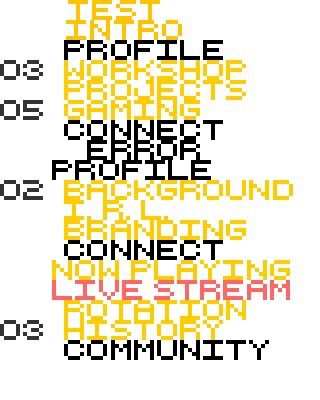 TEST
INTRO
PROFILE
03 WORKSHOP
PROJECTS
05 GAMING
CONNECT
ERROR
PROFILE
02 BACKGROUND
BRANDING
CONNECT
NOW PLAYING
LIVE STREAM
ROTATION
03 HISTORY
COMMUNITY